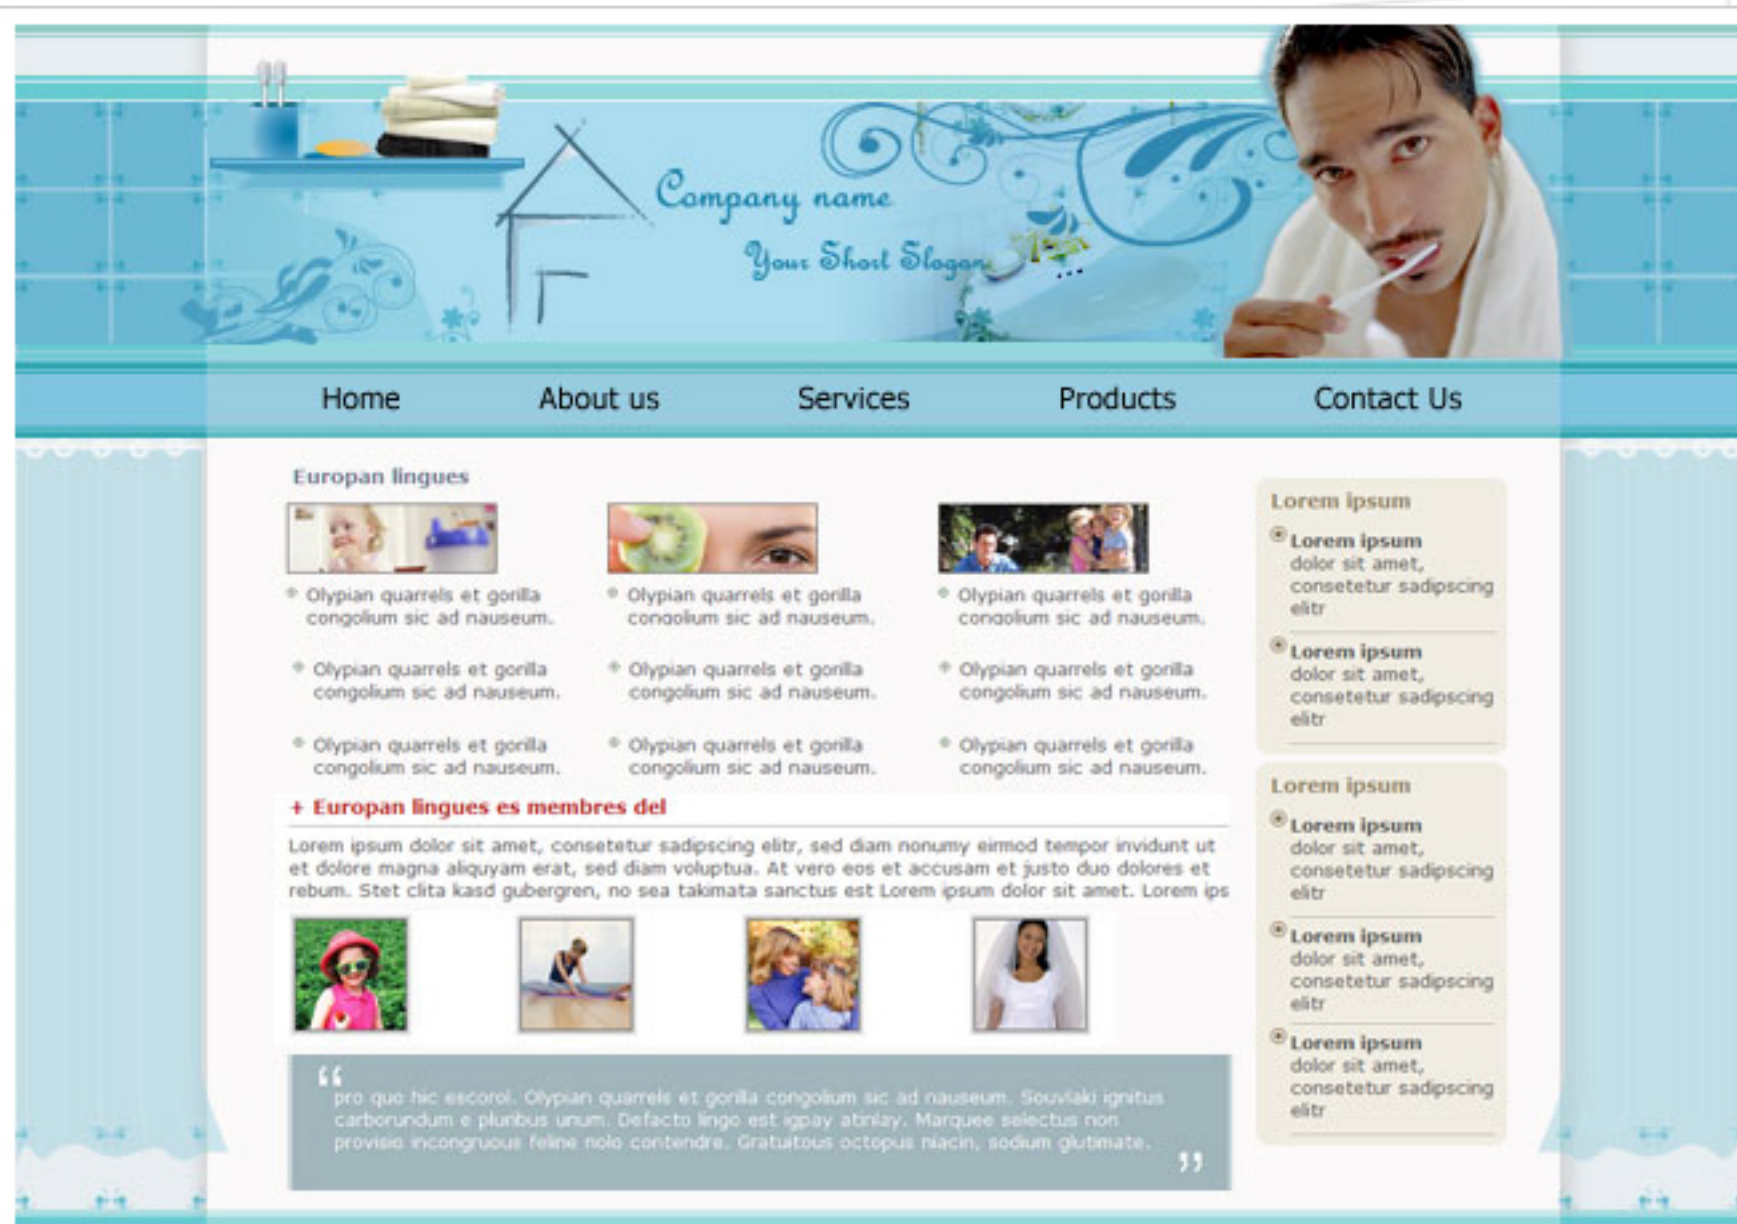 Company name
Your Short Slogan
Home About us Services Products Contact Us
Europan lingues
Olypian quarrels et gorilla
congolium sic ad nauseum.
Olypian quarrels et gorilla
congolium sic ad nauseum.
Olypian quarrels et gorilla
congolium sic ad nauseum.
Olypian quarrels et gorilla
congolium sic ad nauseum.
Olypian quarrels et gorilla
congolium sic ad nauseum.
Olypian quarrels et gorilla
congolium sic ad nauseum.
Olypian quarrels et gorilla
congolium sic ad nauseum.
Olypian quarrels et gorilla
congolium sic ad nauseum.
Olypian quarrels et gorilla
congolium sic ad nauseum.
+ Europan lingues es membres del
Lorem ipsum dolor sit amet, consetetur sadipscing elitr, sed diam nonumy eirmod tempor invidunt ut
et dolore magna aliquyam erat, sed diam voluptua. At vero eos et accusam et justo duo dolores et
rebum. Stet clita kasd gubergren, no sea takimata sanctus est Lorem ipsum dolor sit amet. Lorem ips
“
pro quo hic escorol. Olypian quarrels et gorilla congolium sic ad nauseum. Souvlaki ignitus
carborundum e pluribus unum. Defacto lingo est igpay atinlay. Marquee selectus non
provisio incongruous feline nolo contendre. Gratuitous octopus niacin, sodium glutimate.
”
Lorem ipsum
Lorem ipsum
dolor sit amet,
consetetur sadipscing
elitr
Lorem ipsum
dolor sit amet,
consetetur sadipscing
elitr
Lorem ipsum
Lorem ipsum
dolor sit amet,
consetetur sadipscing
elitr
Lorem ipsum
dolor sit amet,
consetetur sadipscing
elitr
Lorem ipsum
dolor sit amet,
consetetur sadipscing
elitr